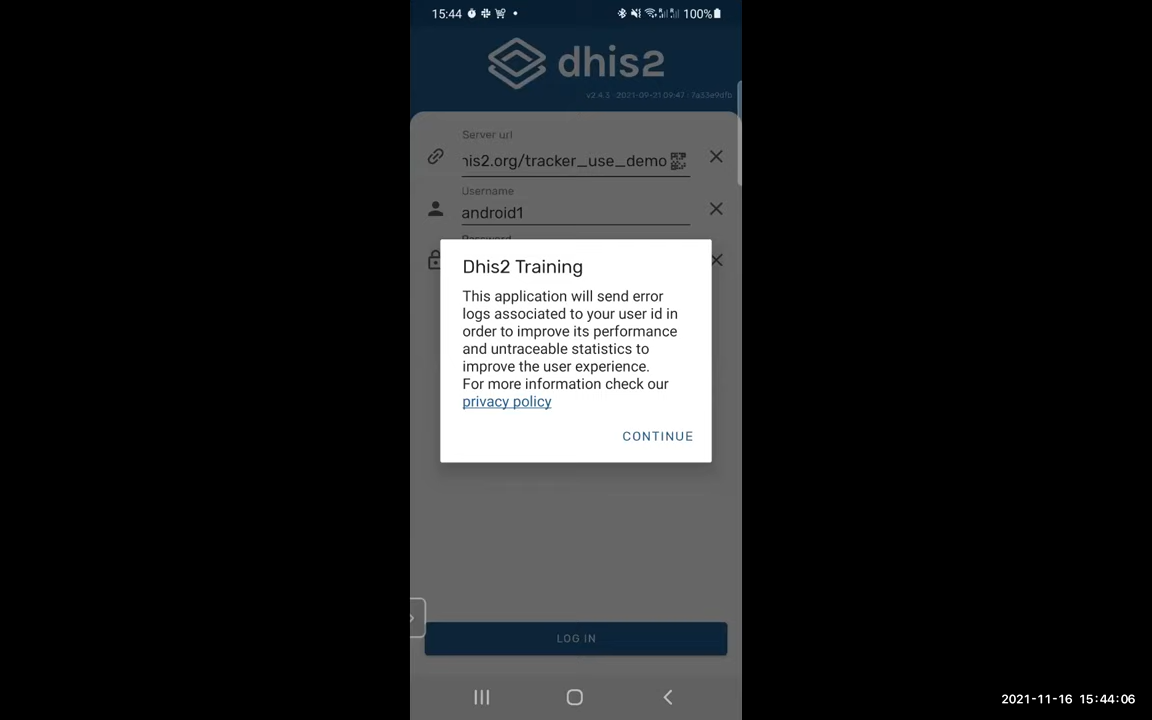 15:44
100%
dhis2
v2.4.3 · 2021-09-21 09:47 · 7a33e9dfb
Server url
his2.org/tracker_use_demo
Username
android1
Password
Dhis2 Training
This application will send error
logs associated to your user id in
order to improve its performance
and untraceable statistics to
improve the user experience.
For more information check our
privacy policy
CONTINUE
LOG IN
2021-11-16 15:44:06